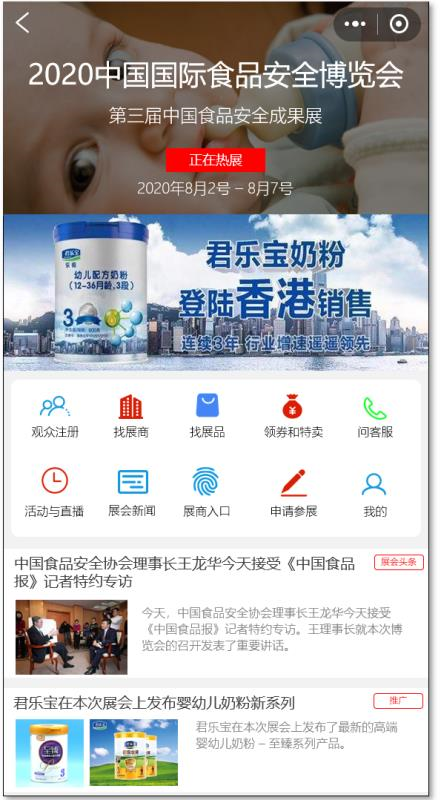 2020中国国际食品安全博览会
第三届中国食品安全成果展
正在热展
2020年8月2号 – 8月7号
君乐宝
乐铂
幼儿配方奶粉
(12-36月龄,3段)
3
君乐宝奶粉
登陆香港销售
连续3年 行业增速遥遥领先
观众注册
找展商
找展品
领券和特卖
问客服
活动与直播
展会新闻
展商入口
申请参展
我的
中国食品安全协会理事长王龙华今天接受《中国食品
报》记者特约专访
展会头条
今天，中国食品安全协会理事长王龙华今天接受
《中国食品报》记者特约专访。王理事长就本次博
览会的召开发表了重要讲话。
君乐宝在本次展会上发布婴幼儿奶粉新系列
推广
君乐宝在本次展会上发布了最新的高端
婴幼儿奶粉 – 至臻系列产品。
至臻
3
君乐宝